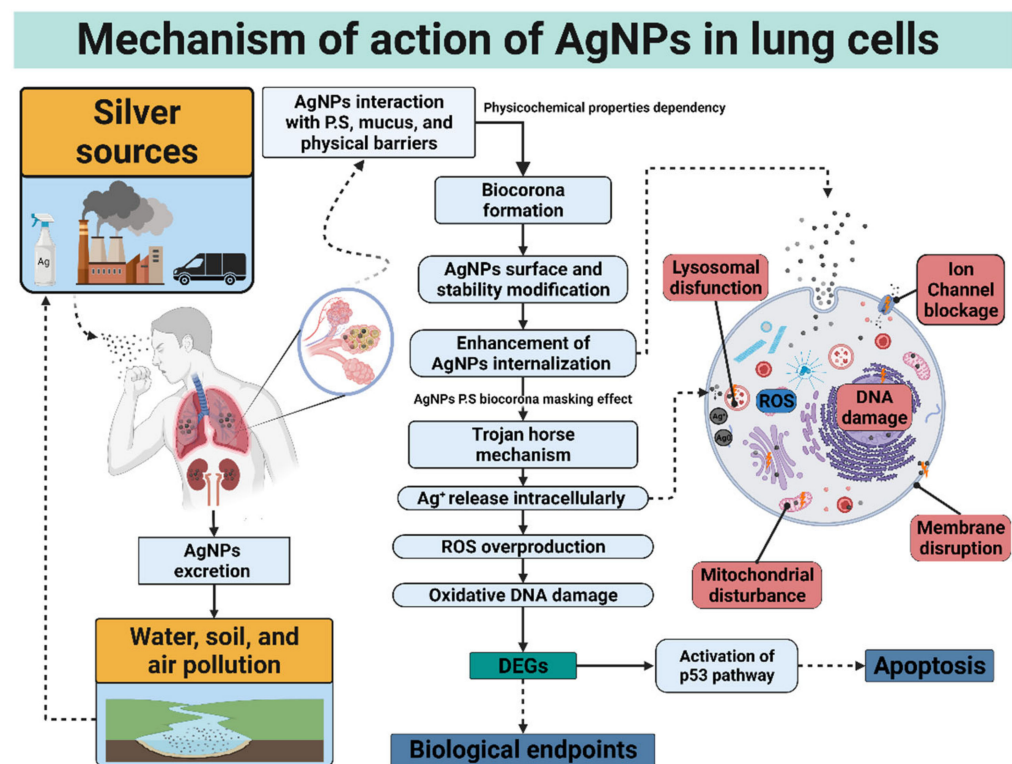 Mechanism of action of AgNPs in lung cells
Silver
sources
Ag
AgNPs interaction
with P.S, mucus, and
physical barriers
Physicochemical properties dependency
Biocorona
formation
AgNPs surface and
stability modification
Enhancement of
AgNPs internalization
AgNPs P.S biocorona masking effect
Trojan horse
mechanism
Ag⁺ release intracellularly
ROS overproduction
Oxidative DNA damage
DEGs
Activation of
p53 pathway
Apoptosis
Biological endpoints
AgNPs
excretion
Water, soil, and
air pollution
Lysosomal
disfunction
Ion
Channel
blockage
ROS
DNA
damage
Ag⁺
Ag0
Membrane
disruption
Mitochondrial
disturbance